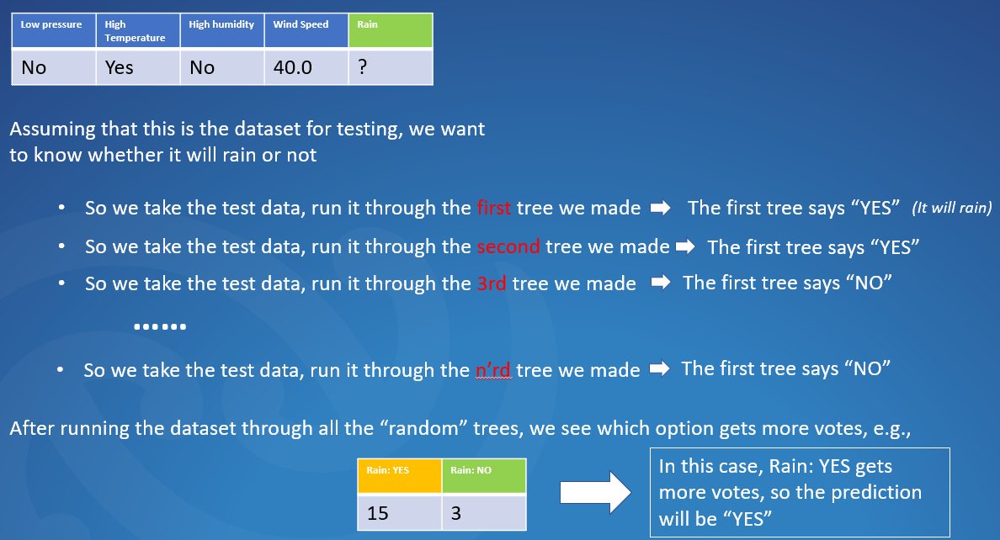 Low pressure High Temperature High humidity Wind Speed Rain
No Yes No 40.0 ?
Assuming that this is the dataset for testing, we want
to know whether it will rain or not
• So we take the test data, run it through the first tree we made The first tree says “YES” (It will rain)
• So we take the test data, run it through the second tree we made The first tree says “YES”
• So we take the test data, run it through the 3rd tree we made The first tree says “NO”
......
• So we take the test data, run it through the n’rd tree we made The first tree says “NO”
After running the dataset through all the “random” trees, we see which option gets more votes, e.g.,
Rain: YES Rain: NO
15 3
In this case, Rain: YES gets
more votes, so the prediction
will be “YES”